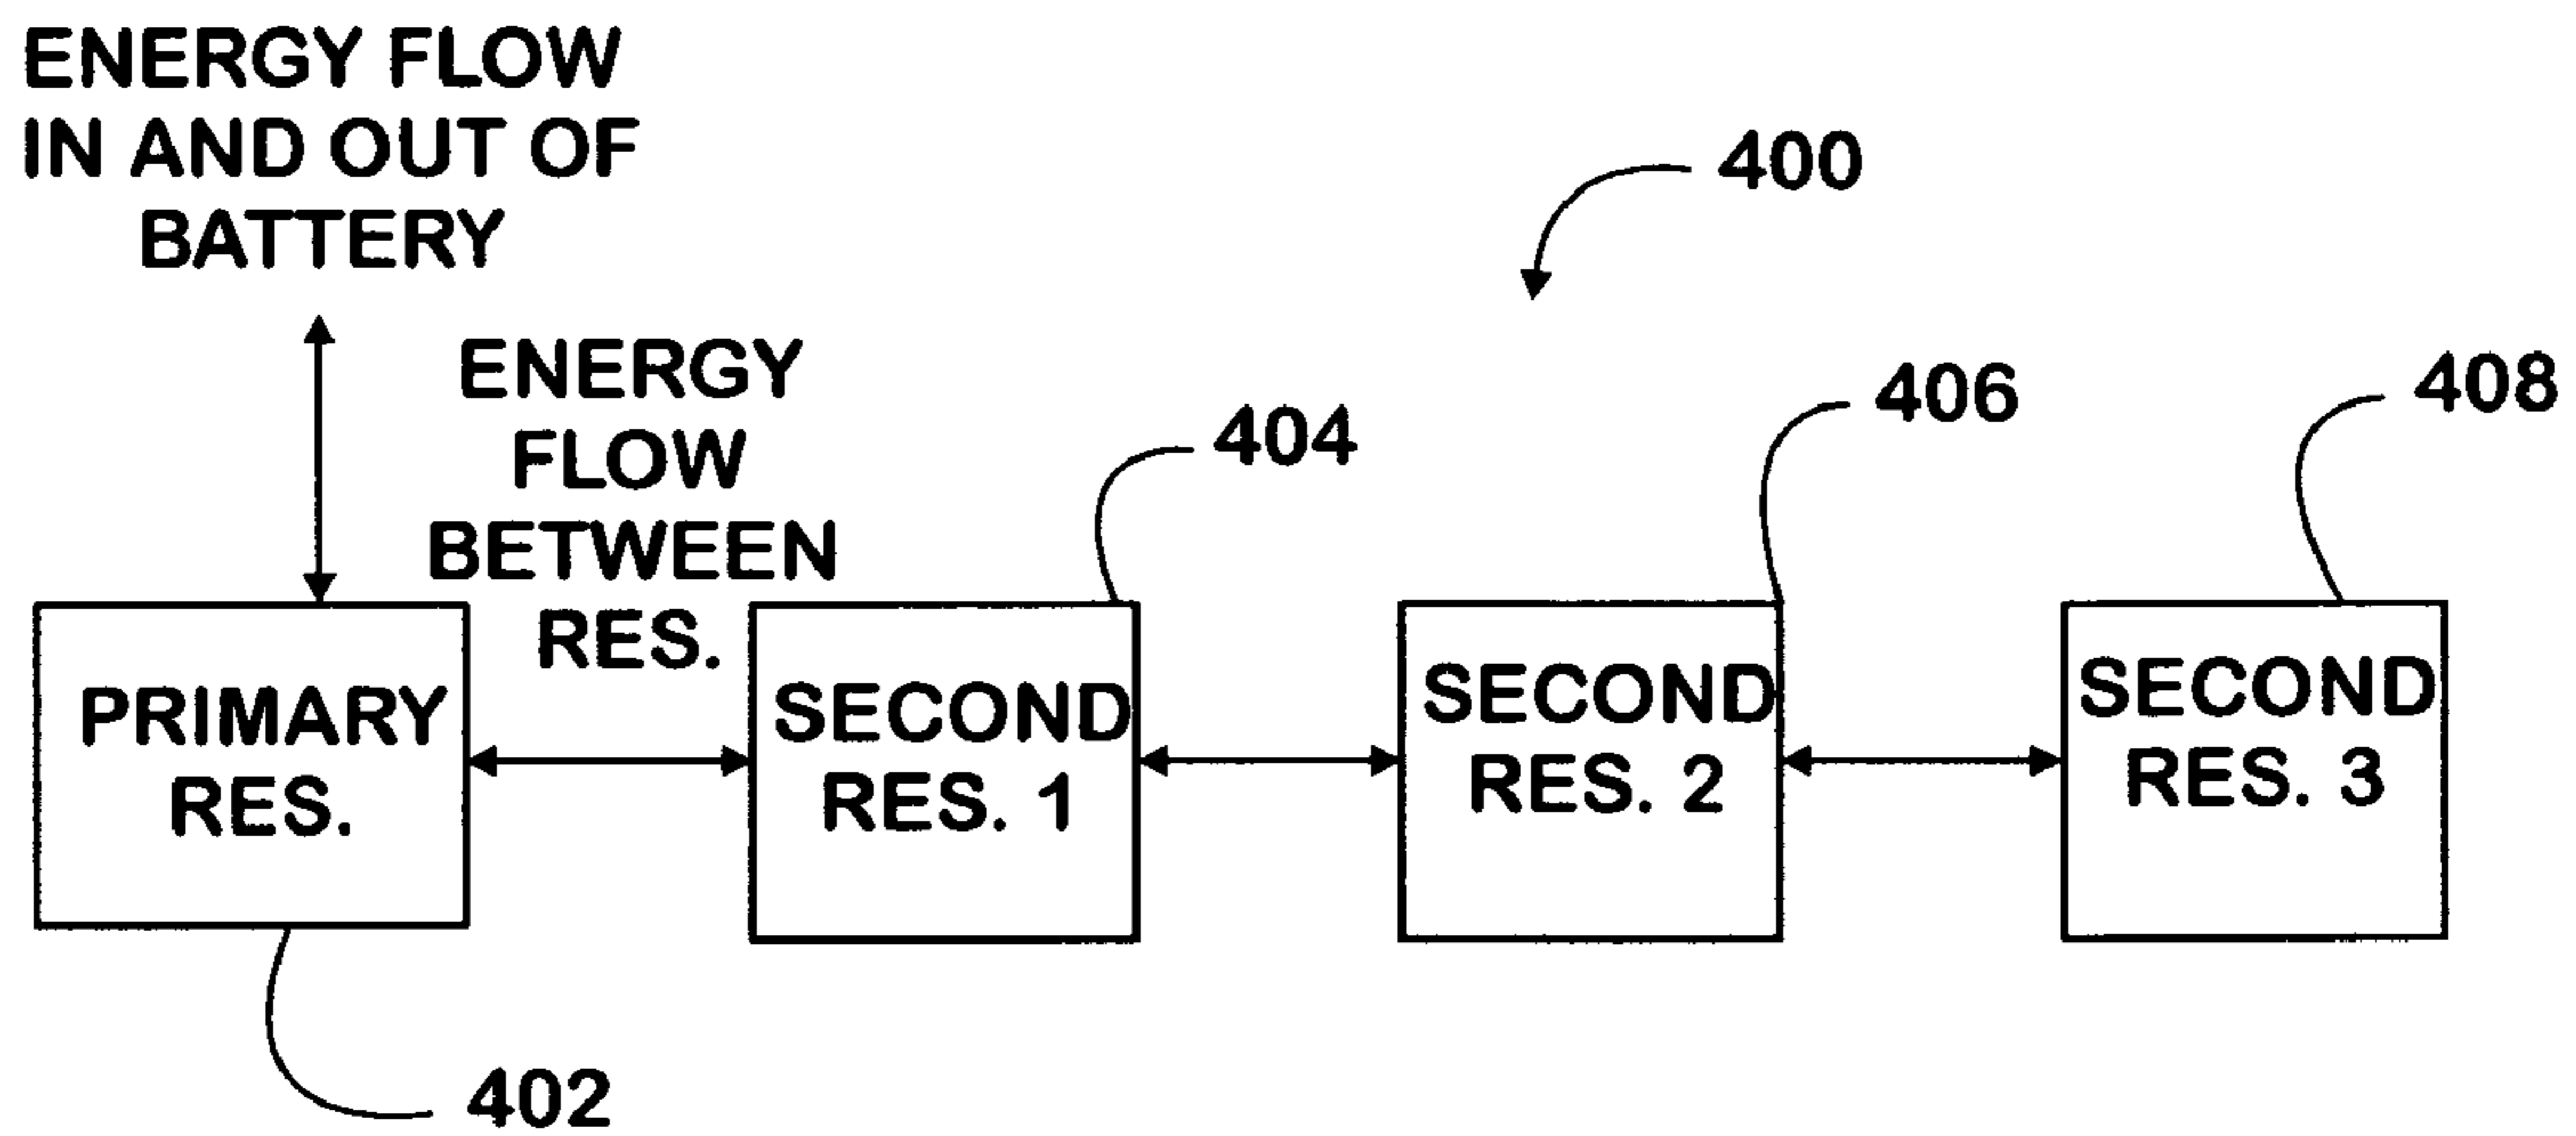 ENERGY FLOW
IN AND OUT OF
BATTERY
400
ENERGY
FLOW
BETWEEN
RES.
404
406
408
PRIMARY
RES.
SECOND
RES. 1
SECOND
RES. 2
SECOND
RES. 3
402